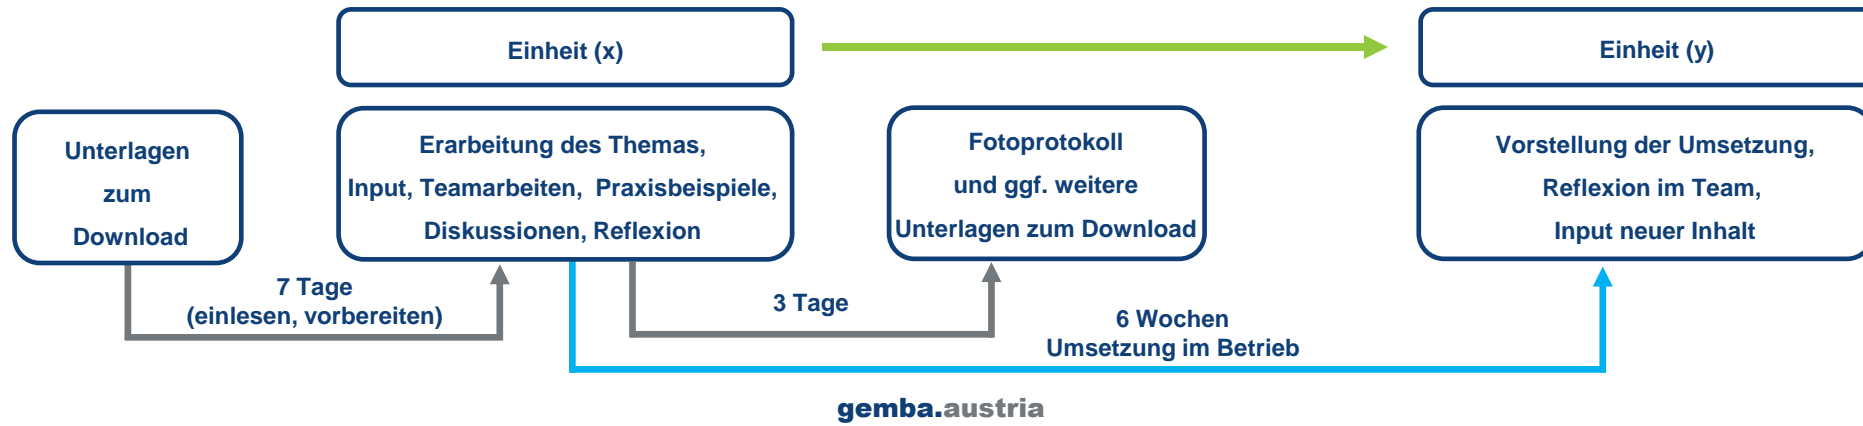 Einheit (x)
Einheit (y)
Unterlagen
zum
Download
Erarbeitung des Themas,
Input, Teamarbeiten, Praxisbeispiele,
Diskussionen, Reflexion
Fotoprotokoll
und ggf. weitere
Unterlagen zum Download
Vorstellung der Umsetzung,
Reflexion im Team,
Input neuer Inhalt
7 Tage
(einlesen, vorbereiten)
3 Tage
6 Wochen
Umsetzung im Betrieb
gemba.austria